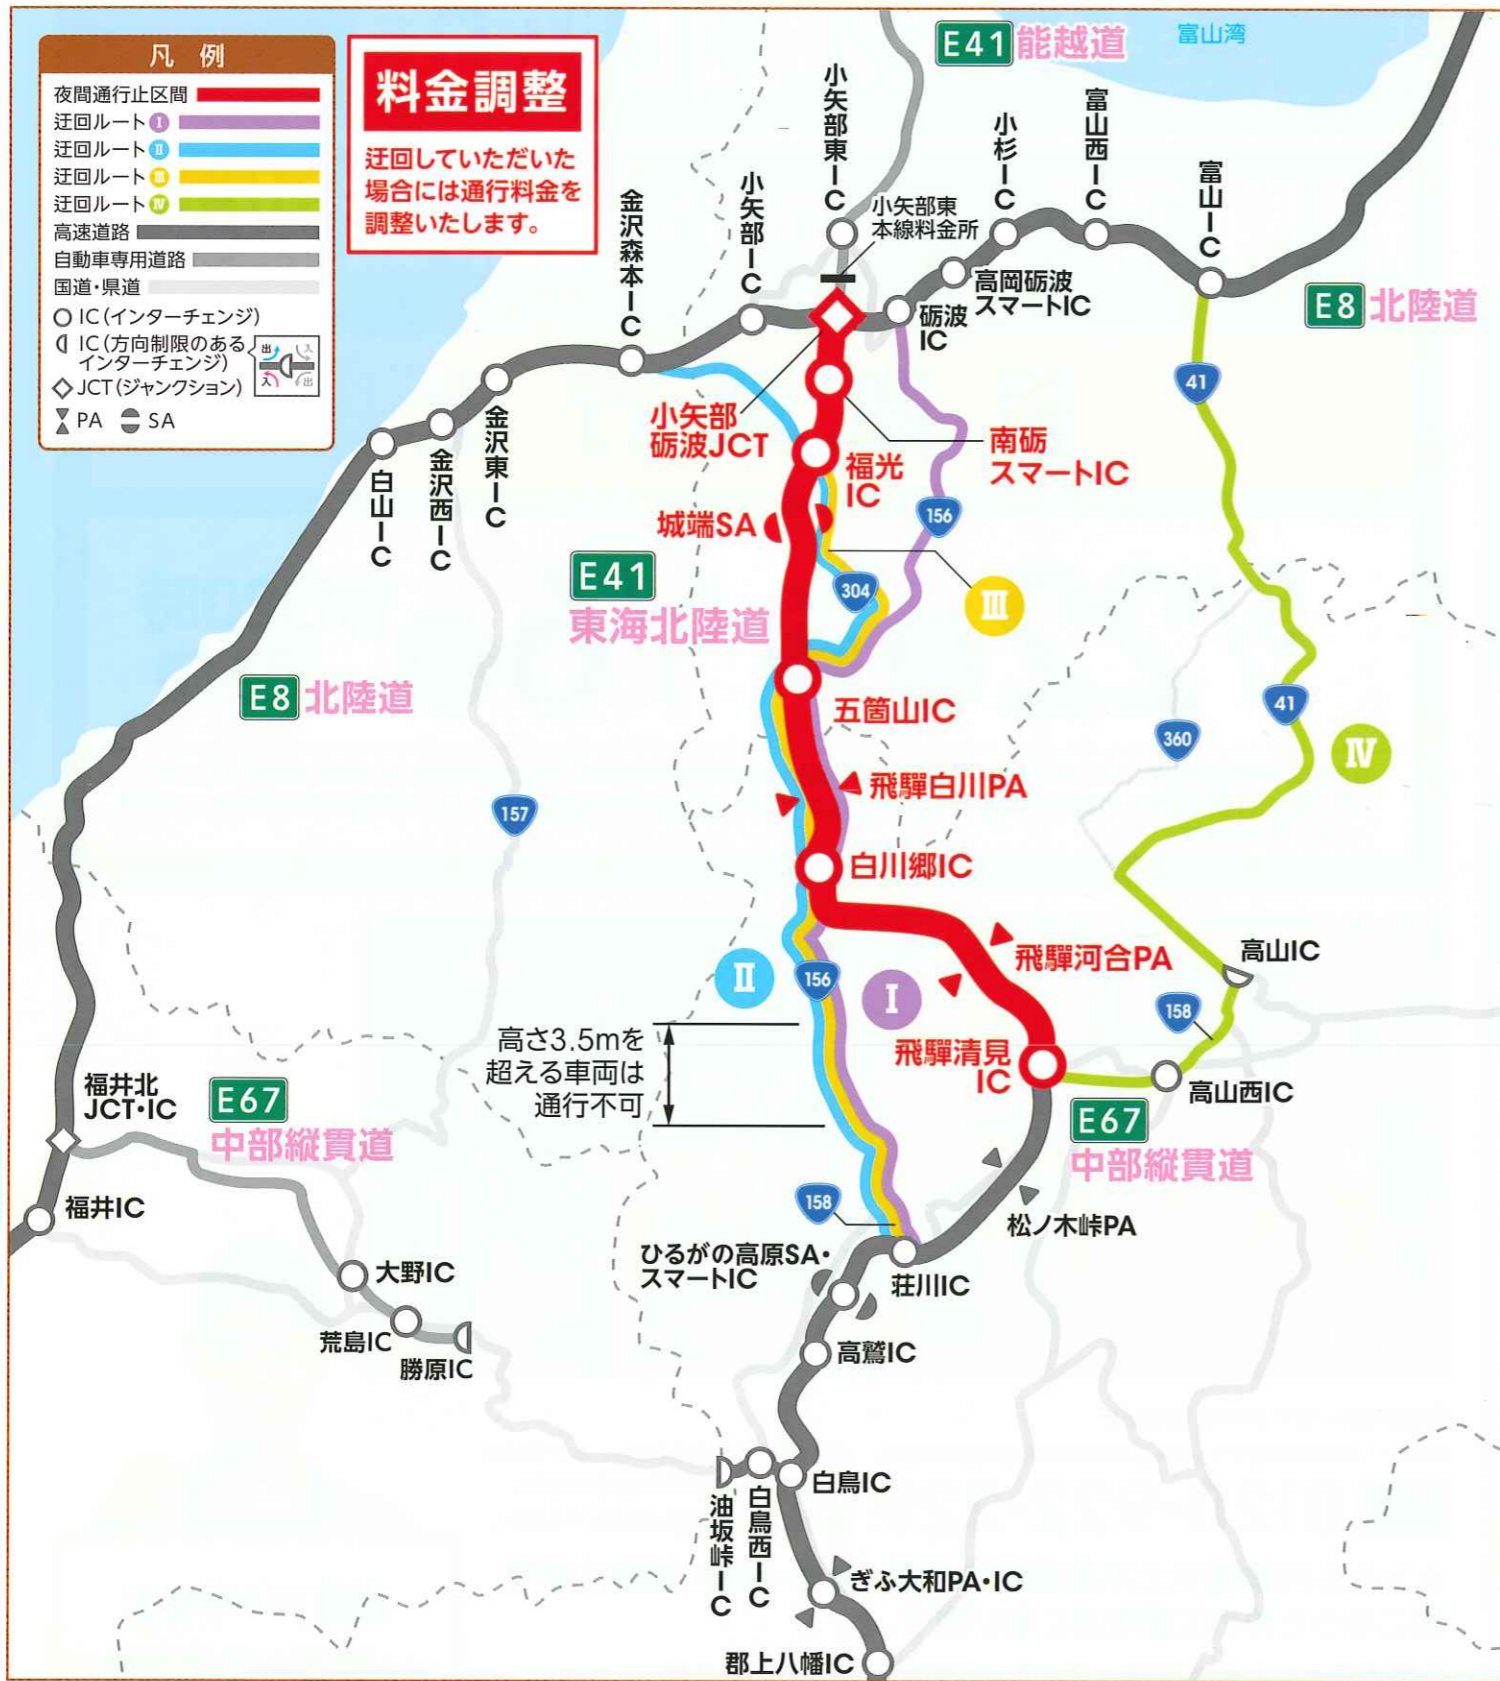 凡例
夜間通行止区間
迂回ルートⅠ
迂回ルートⅡ
迂回ルートⅢ
迂回ルートⅣ
高速道路
自動車専用道路
国道・県道
IC(インターチェンジ)
IC(方向制限のある
インターチェンジ)
出
入
入
出
JCT(ジャンクション)
PA
SA
料金調整
迂回していただいた
場合には通行料金を
調整いたします。
E41 能越道
富山湾
小矢部東IC
小矢部東
本線料金所
小杉IC
富山西IC
富山IC
金沢森本IC
小矢部IC
高岡砺波
スマートIC
砺波
IC
E8 北陸道
41
小矢部
砺波JCT
南砺
スマートIC
福光
IC
金沢東IC
金沢西IC
白山IC
城端SA
156
E41
東海北陸道
304
Ⅲ
E8 北陸道
五箇山IC
41
360
Ⅳ
飛驒白川PA
157
白川郷IC
飛驒河合PA
高山IC
Ⅱ
156
Ⅰ
158
高さ3.5mを
超える車両は
通行不可
飛驒清見
IC
高山西IC
福井北
JCT・IC
E67
中部縦貫道
E67
中部縦貫道
福井IC
158
松ノ木峠PA
ひるがの高原SA・
スマートIC
荘川IC
大野IC
荒島IC
勝原IC
高鷲IC
白鳥IC
油坂峠IC
白鳥西IC
ぎふ大和PA・IC
郡上八幡IC